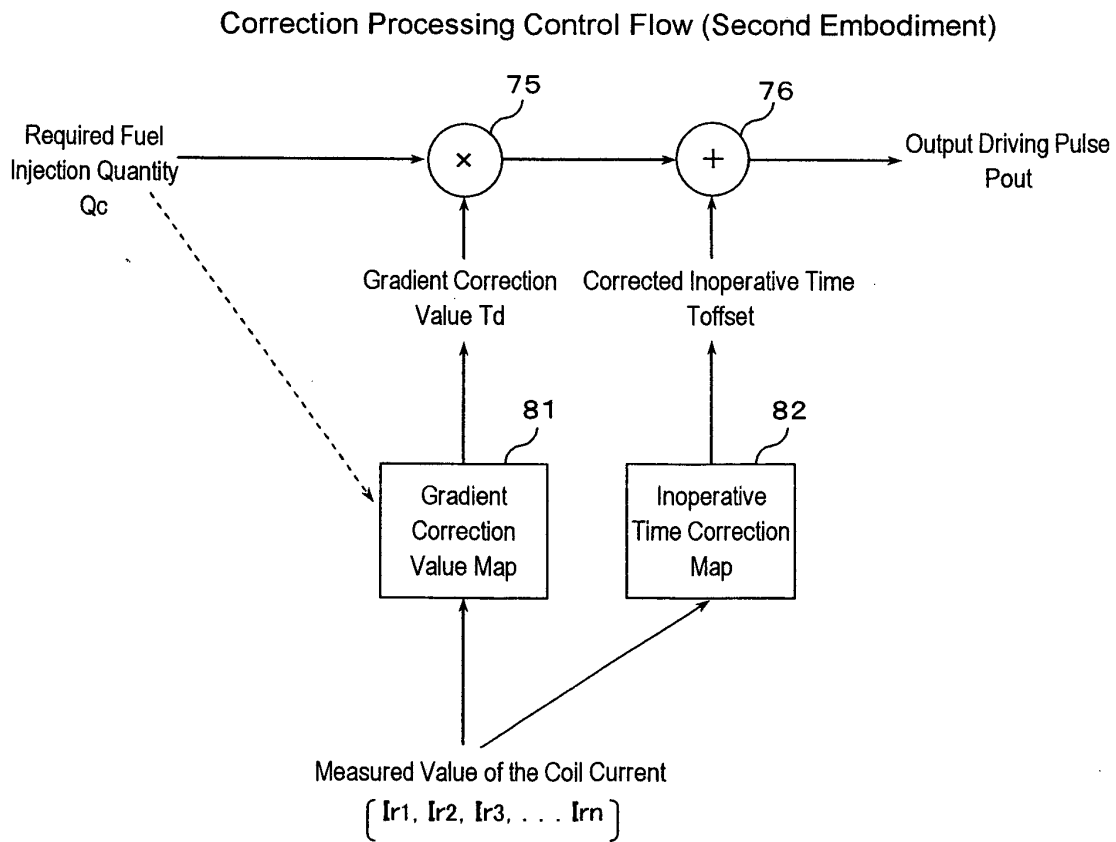 Correction Processing Control Flow (Second Embodiment)
75
76
Required Fuel
Injection Quantity
Qc
×
+
Output Driving Pulse
Pout
Gradient Correction
Value Td
Corrected Inoperative Time
Toffset
81
82
Gradient
Correction
Value Map
Inoperative
Time Correction
Map
Measured Value of the Coil Current
[Ir1, Ir2, Ir3, . . . Irn]